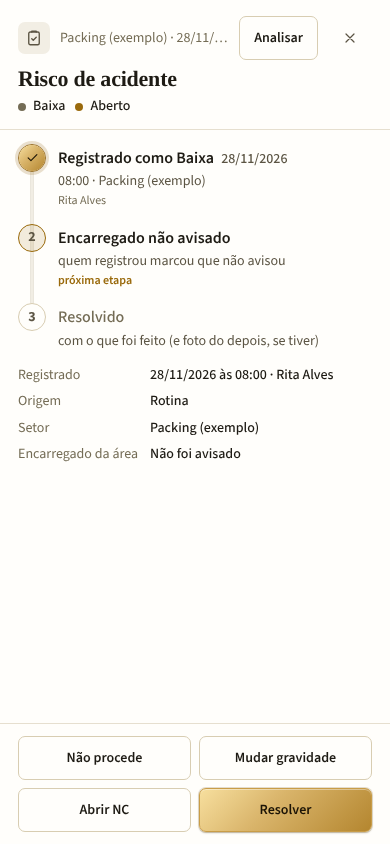 Packing (exemplo) · 28/11/…
Analisar
Risco de acidente
Baixa Aberto
Registrado como Baixa 28/11/2026
08:00 · Packing (exemplo)
Rita Alves
2 Encarregado não avisado
quem registrou marcou que não avisou
próxima etapa
3 Resolvido
com o que foi feito (e foto do depois, se tiver)
Registrado 28/11/2026 às 08:00 · Rita Alves
Origem Rotina
Setor Packing (exemplo)
Encarregado da área Não foi avisado
Não procede Mudar gravidade
Abrir NC Resolver